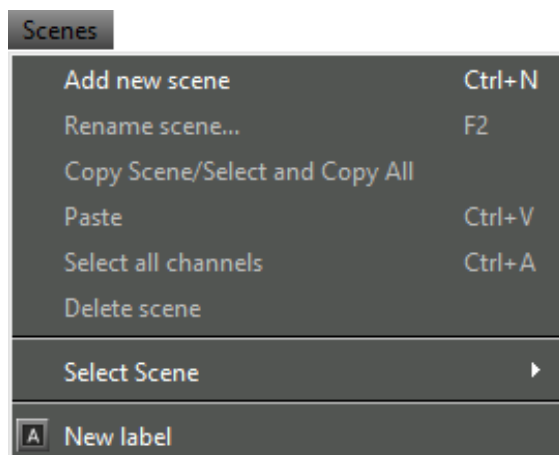 Scenes
Add new scene Ctrl+N
Rename scene... F2
Copy Scene/Select and Copy All
Paste Ctrl+V
Select all channels Ctrl+A
Delete scene
Select Scene
A New label